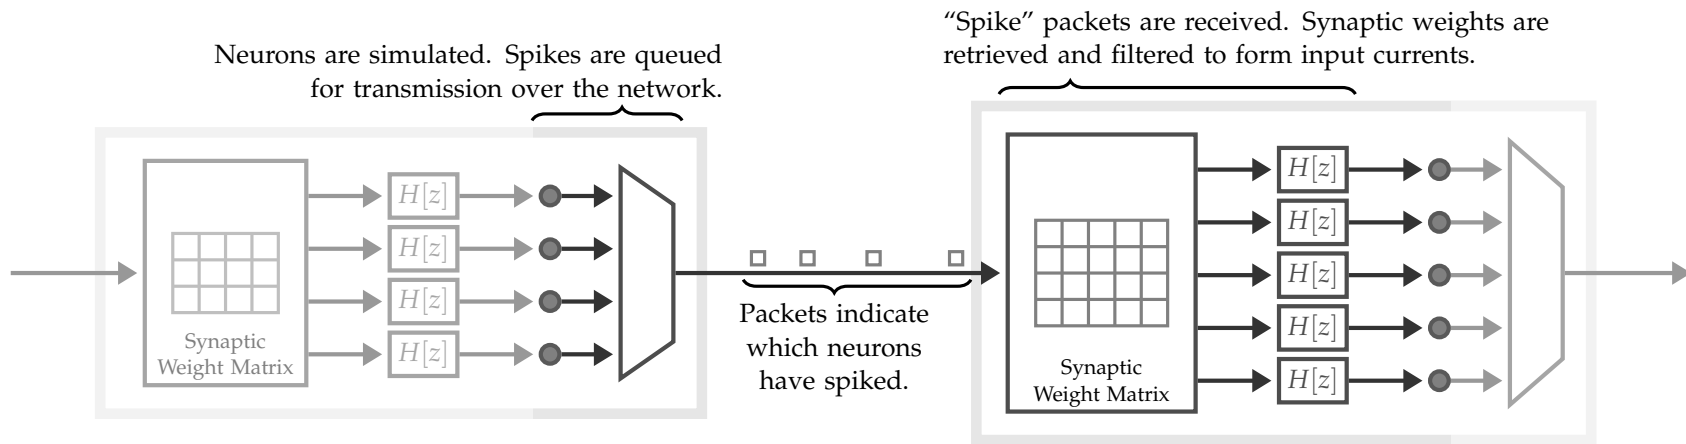 Neurons are simulated. Spikes are queued
for transmission over the network.
“Spike” packets are received. Synaptic weights are
retrieved and filtered to form input currents.
Synaptic
Weight Matrix
H[z]
H[z]
H[z]
H[z]
Packets indicate
which neurons
have spiked.
Synaptic
Weight Matrix
H[z]
H[z]
H[z]
H[z]
H[z]